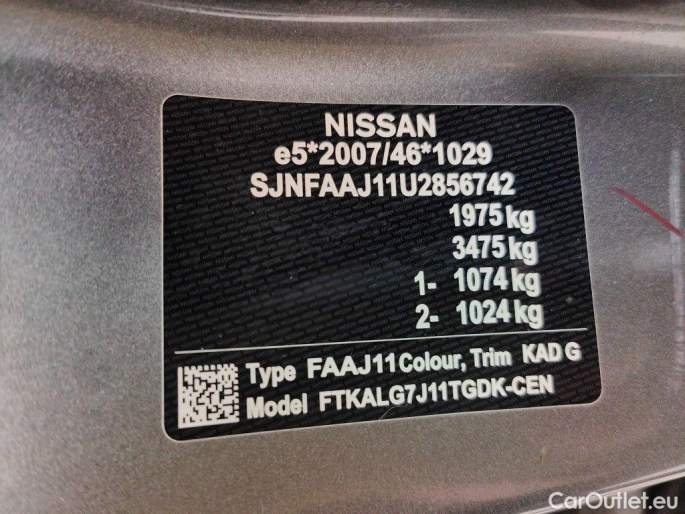 NISSAN
e5*2007/46*1029
SJNFAAJ11U2856742
1975 kg
3475 kg
1- 1074 kg
2- 1024 kg
Type FAAJ11 Colour, Trim KAD G
Model FTKALG7J11TGDK-CEN
CarOutlet.eu